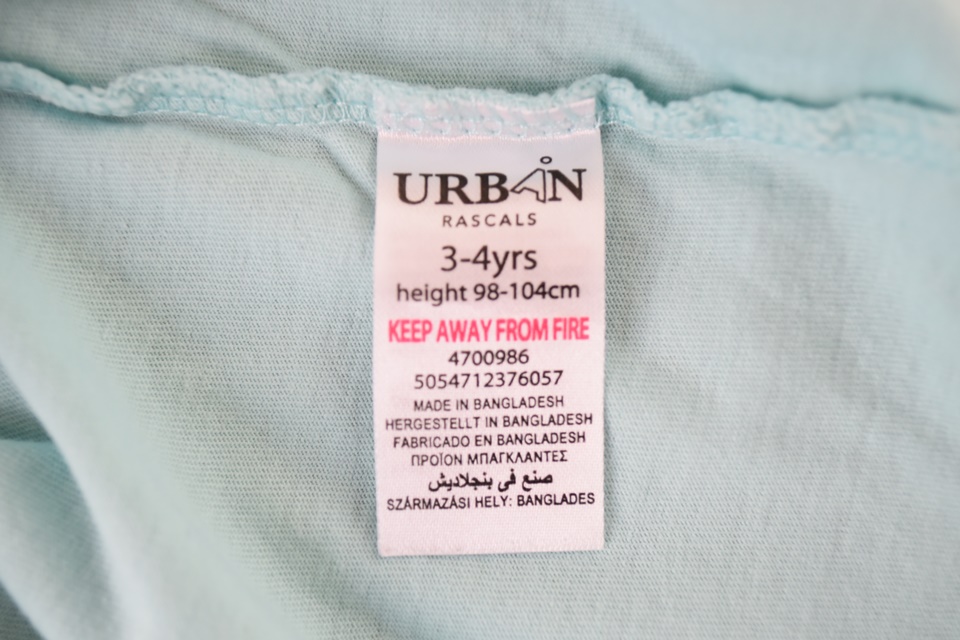 URBAN
RASCALS
3-4yrs
height 98-104cm
KEEP AWAY FROM FIRE
4700986
5054712376057
MADE IN BANGLADESH
HERGESTELLT IN BANGLADESH
FABRICADO EN BANGLADESH
ΠΡΟΪΟΝ ΜΠΑΓΚΛΑΝΤΕΣ
صنع في بنجلاديش
SZÁRMAZÁSI HELY: BANGLADES